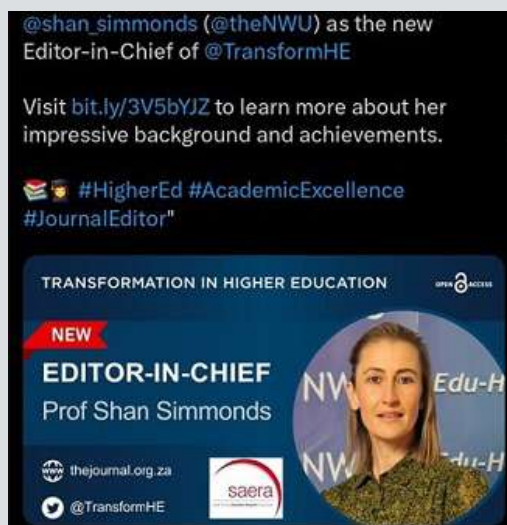 @shan_simmonds (@theNWU) as the new
Editor-in-Chief of @TransformHE
Visit bit.ly/3V5bYJZ to learn more about her
impressive background and achievements.
📚👩‍🎓 #HigherEd #AcademicExcellence
#JournalEditor"
TRANSFORMATION IN HIGHER EDUCATION
OPEN ACCESS
NEW
EDITOR-IN-CHIEF
Prof Shan Simmonds
NW
Edu-H
www thejournal.org.za
saera
NW
du-H
@TransformHE